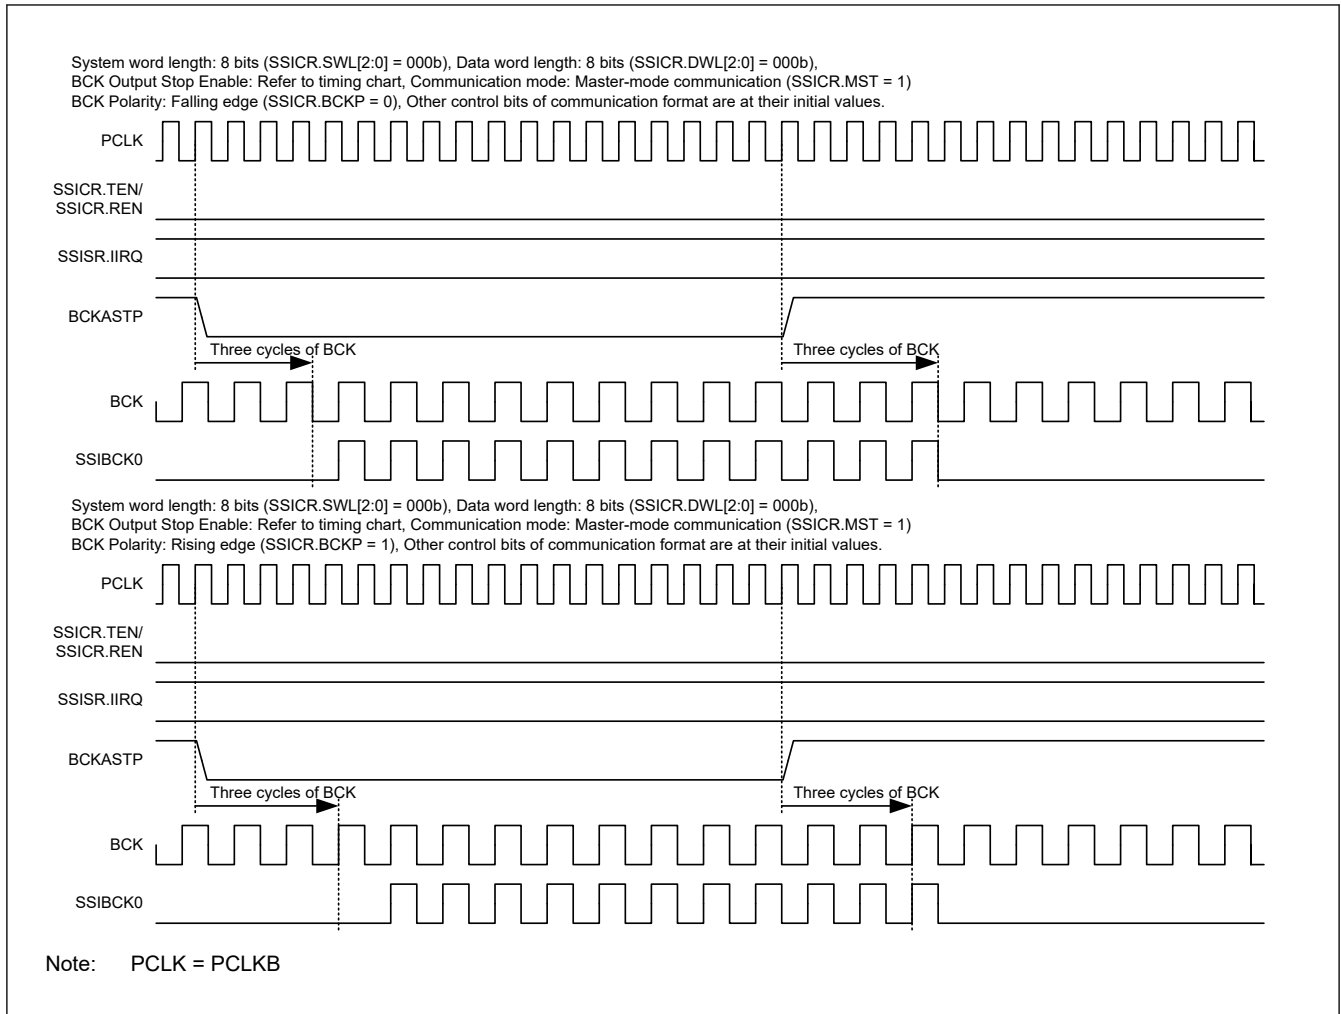 System word length: 8 bits (SSICR.SWL[2:0] = 000b), Data word length: 8 bits (SSICR.DWL[2:0] = 000b),
BCK Output Stop Enable: Refer to timing chart, Communication mode: Master-mode communication (SSICR.MST = 1)
BCK Polarity: Falling edge (SSICR.BCKP = 0), Other control bits of communication format are at their initial values.
PCLK
SSICR.TEN/
SSICR.REN
SSISR.IIRQ
BCKASTP
Three cycles of BCK
Three cycles of BCK
BCK
SSIBCK0
System word length: 8 bits (SSICR.SWL[2:0] = 000b), Data word length: 8 bits (SSICR.DWL[2:0] = 000b),
BCK Output Stop Enable: Refer to timing chart, Communication mode: Master-mode communication (SSICR.MST = 1)
BCK Polarity: Rising edge (SSICR.BCKP = 1), Other control bits of communication format are at their initial values.
PCLK
SSICR.TEN/
SSICR.REN
SSISR.IIRQ
BCKASTP
Three cycles of BCK
Three cycles of BCK
BCK
SSIBCK0
Note: PCLK = PCLKB